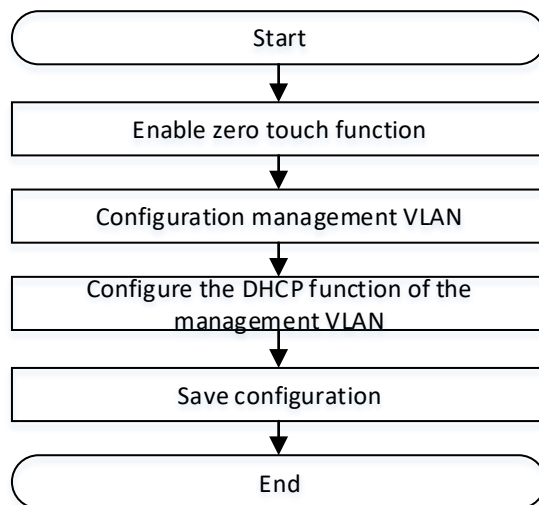 Start
Enable zero touch function
Configuration management VLAN
Configure the DHCP function of the
management VLAN
Save configuration
End